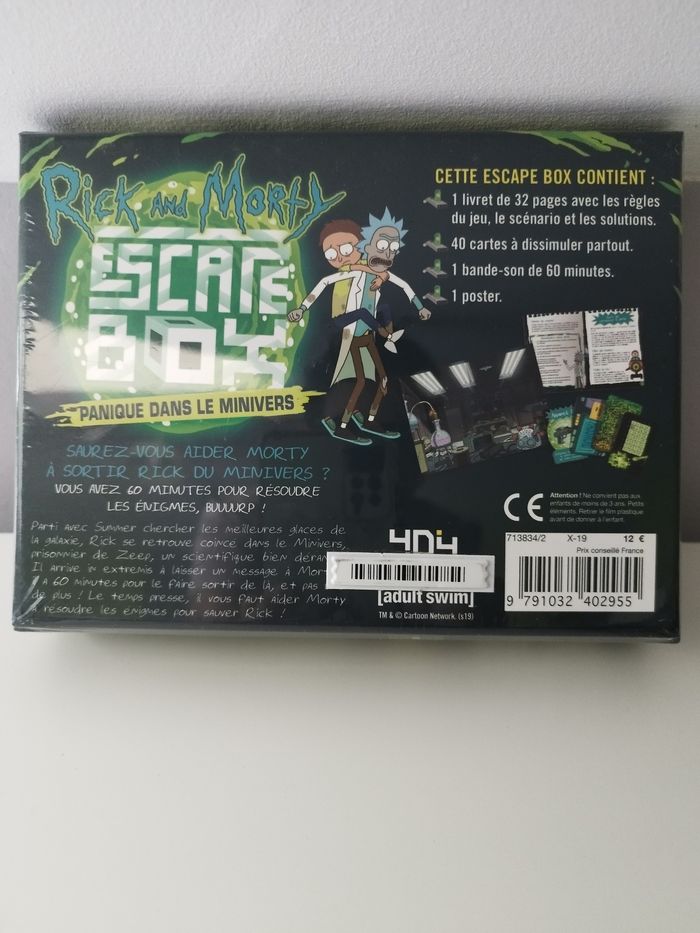 Rick and Morty
ESCAPE
BOX
PANIQUE DANS LE MINIVERS
SAUREZ-VOUS AIDER MORTY
À SORTIR RICK DU MINIVERS ?
VOUS AVEZ 60 MINUTES POUR RÉSOUDRE
LES ÉNIGMES, BUUUURP !
Parti avec Summer chercher les meilleures glaces de
la galaxie, Rick se retrouve coincé dans le Minivers,
prisonnier de Zeep, un scientifique bien
Il arrive in extremis à laisser un message à
a 60 minutes pour le faire sortir de là, et pas
de plus ! Le temps presse, il vous faut aider Morty
à résoudre les énigmes pour sauver Rick !
CETTE ESCAPE BOX CONTIENT :
1 livret de 32 pages avec les règles
du jeu, le scénario et les solutions.
40 cartes à dissimuler partout.
1 bande-son de 60 minutes.
1 poster.
CE
Attention ! Ne convient pas aux
enfants de moins de 3 ans. Petits
éléments. Retirer le film plastique
avant de donner à l'enfant.
404
[adult swim]
TM & © Cartoon Network. (s19)
713834/2 X-19 12 €
Prix conseillé France
9 791032 402955